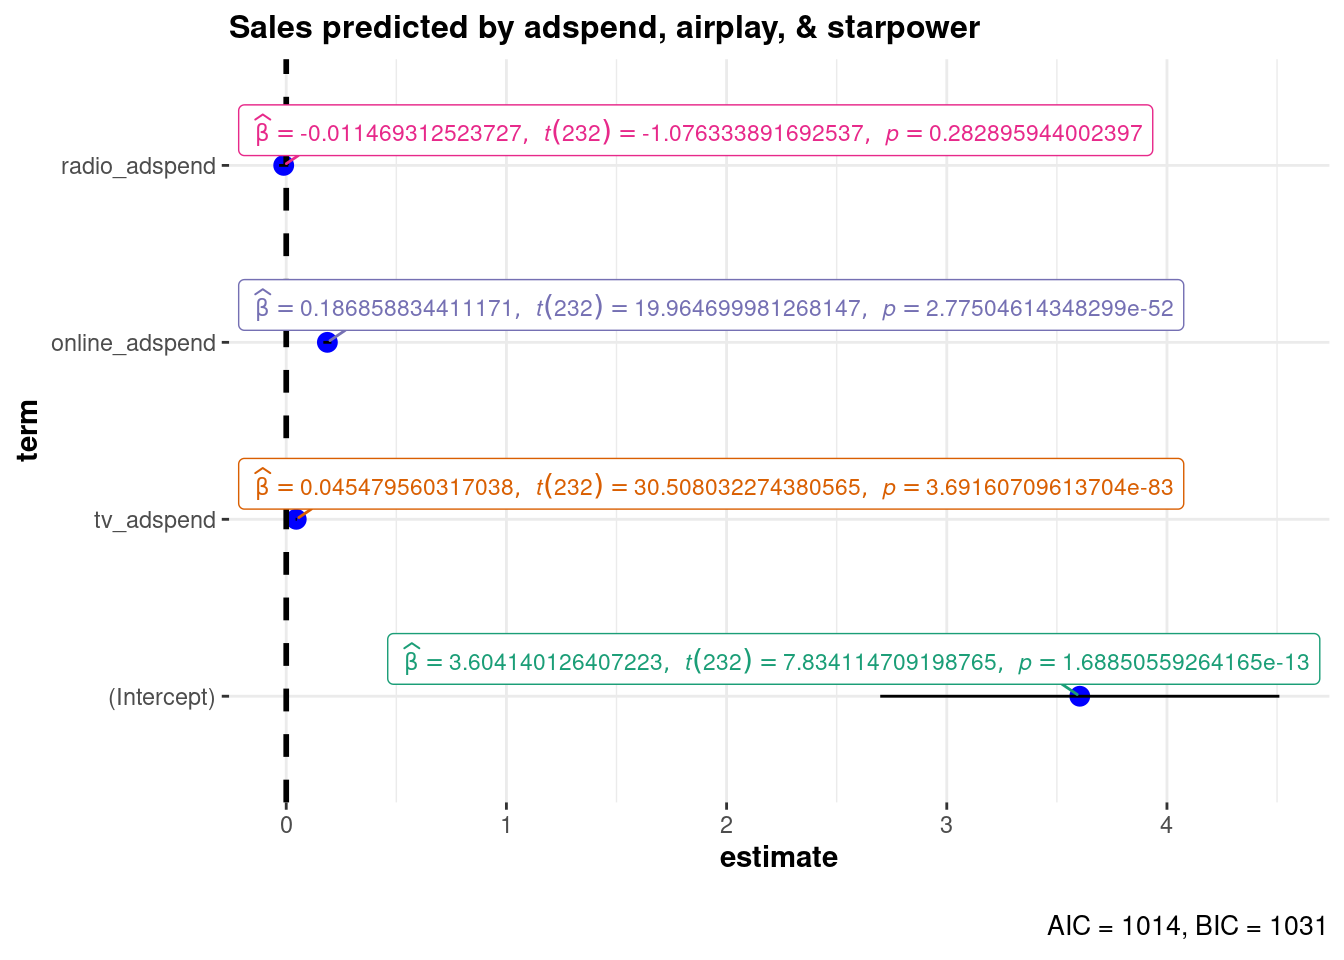 Sales predicted by adspend, airplay, & starpower
β̂ = -0.011469312523727, t(232) = -1.076333891692537, p = 0.282895944002397
radio_adspend
β̂ = 0.186858834411171, t(232) = 19.964699981268147, p = 2.77504614348299e-52
online_adspend
term
β̂ = 0.045479560317038, t(232) = 30.508032274380565, p = 3.69160709613704e-83
tv_adspend
β̂ = 3.604140126407223, t(232) = 7.834114709198765, p = 1.68850559264165e-13
(Intercept)
0 1 2 3 4
estimate
AIC = 1014, BIC = 1031